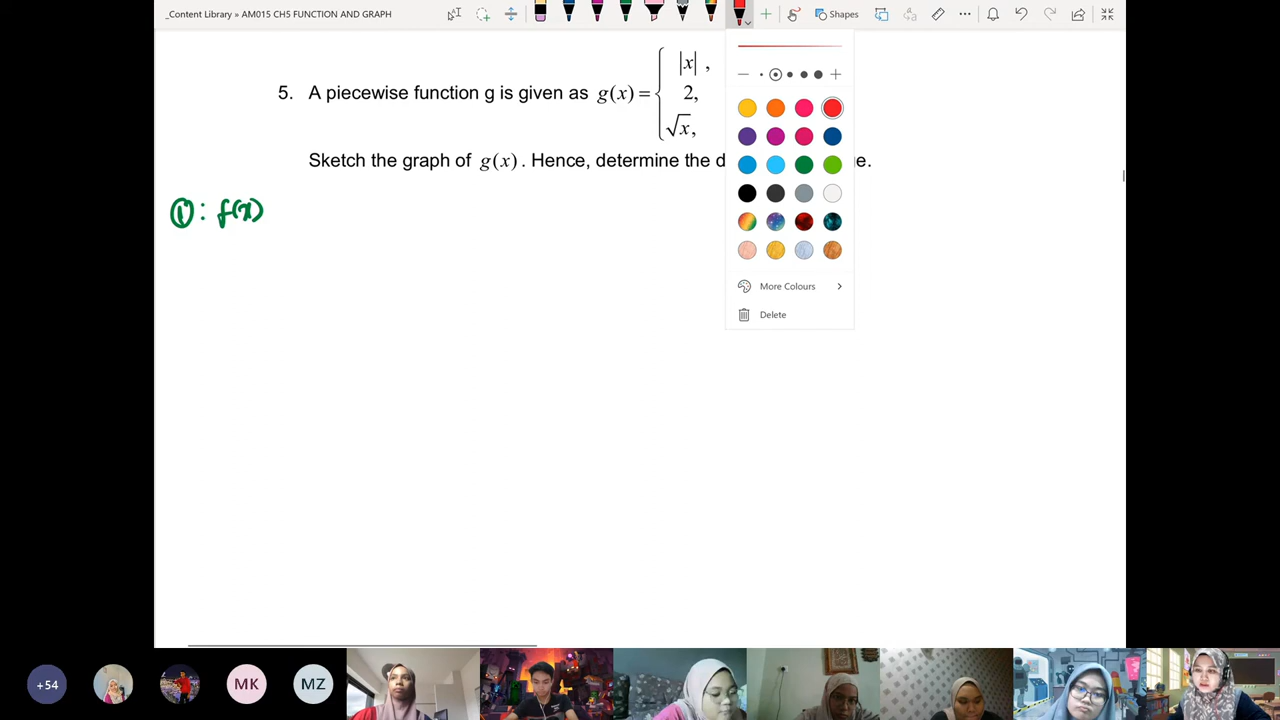 _Content Library » AM015 CH5 FUNCTION AND GRAPH
Shapes
5. A piecewise function g is given as g(x) = { |x| ,
2,
√x,
Sketch the graph of g(x). Hence, determine the d
e.
① : f(x)
More Colours
Delete
+54
MK
MZ